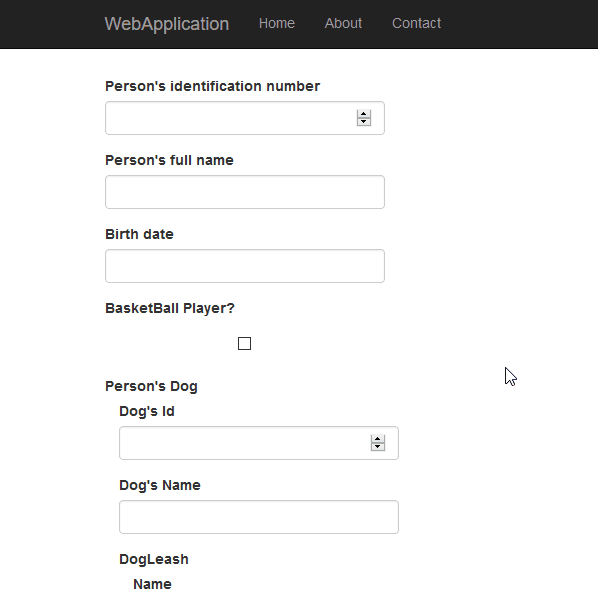 WebApplication Home About Contact
Person's identification number
Person's full name
Birth date
BasketBall Player?
Person's Dog
Dog's Id
Dog's Name
DogLeash
Name